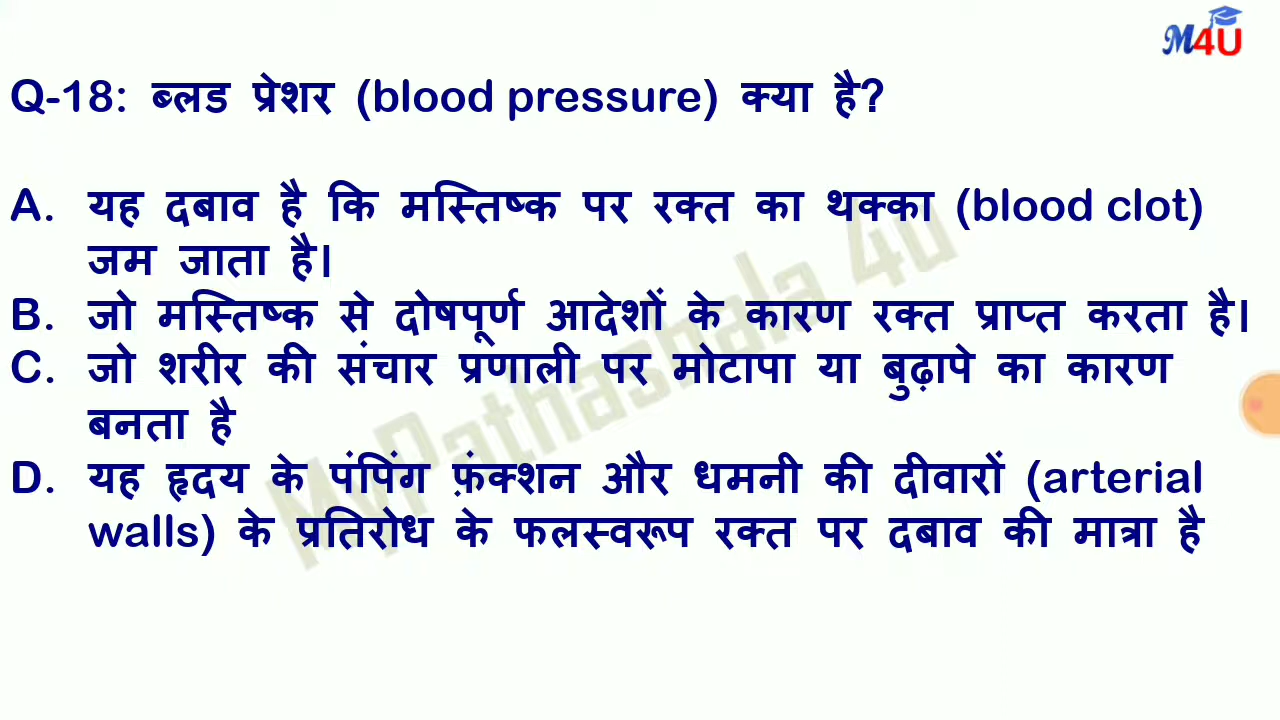 M4U
Q-18: ब्लड प्रेशर (blood pressure) क्या है?
A. यह दबाव है कि मस्तिष्क पर रक्त का थक्का (blood clot)
जम जाता है।
B. जो मस्तिष्क से दोषपूर्ण आदेशों के कारण रक्त प्राप्त करता है।
C. जो शरीर की संचार प्रणाली पर मोटापा या बुढ़ापे का कारण
बनता है
D. यह हृदय के पंपिंग फ़ंक्शन और धमनी की दीवारों (arterial
walls) के प्रतिरोध के फलस्वरूप रक्त पर दबाव की मात्रा है
MyPathashala 4u